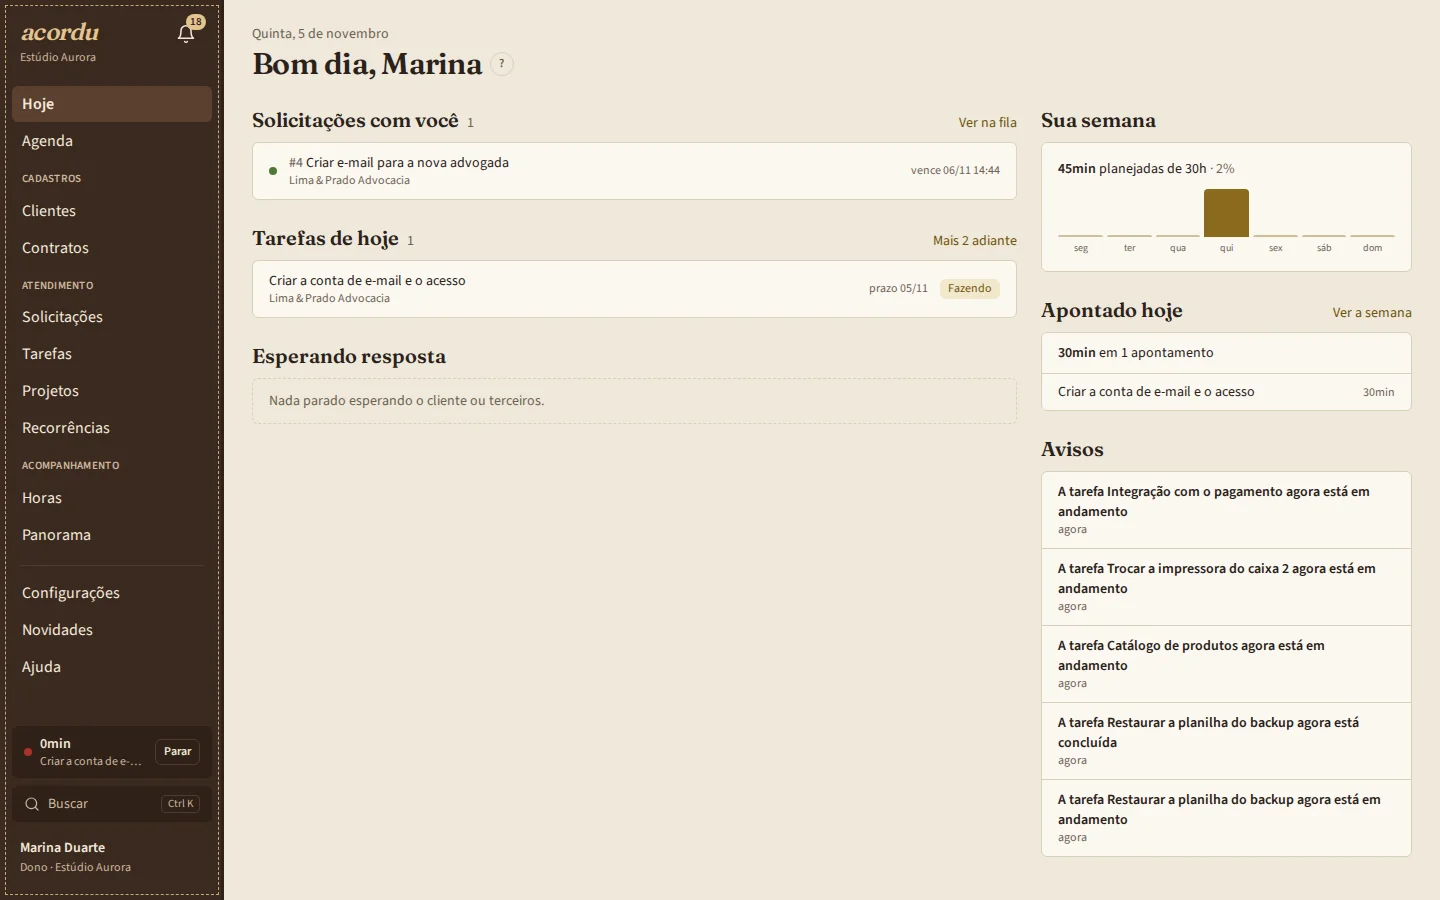 acordu
18
Estúdio Aurora
Hoje
Agenda
CADASTROS
Clientes
Contratos
ATENDIMENTO
Solicitações
Tarefas
Projetos
Recorrências
ACOMPANHAMENTO
Horas
Panorama
Configurações
Novidades
Ajuda
0min
Criar a conta de e-…
Parar
Buscar
Ctrl K
Marina Duarte
Dono · Estúdio Aurora
Quinta, 5 de novembro
Bom dia, Marina ?
Solicitações com você 1
Ver na fila
#4 Criar e-mail para a nova advogada
Lima & Prado Advocacia
vence 06/11 14:44
Tarefas de hoje 1
Mais 2 adiante
Criar a conta de e-mail e o acesso
Lima & Prado Advocacia
prazo 05/11
Fazendo
Esperando resposta
Nada parado esperando o cliente ou terceiros.
Sua semana
45min planejadas de 30h · 2%
seg ter qua qui sex sáb dom
Apontado hoje
Ver a semana
30min em 1 apontamento
Criar a conta de e-mail e o acesso
30min
Avisos
A tarefa Integração com o pagamento agora está em
andamento
agora
A tarefa Trocar a impressora do caixa 2 agora está em
andamento
agora
A tarefa Catálogo de produtos agora está em
andamento
agora
A tarefa Restaurar a planilha do backup agora está
concluída
agora
A tarefa Restaurar a planilha do backup agora está em
andamento
agora